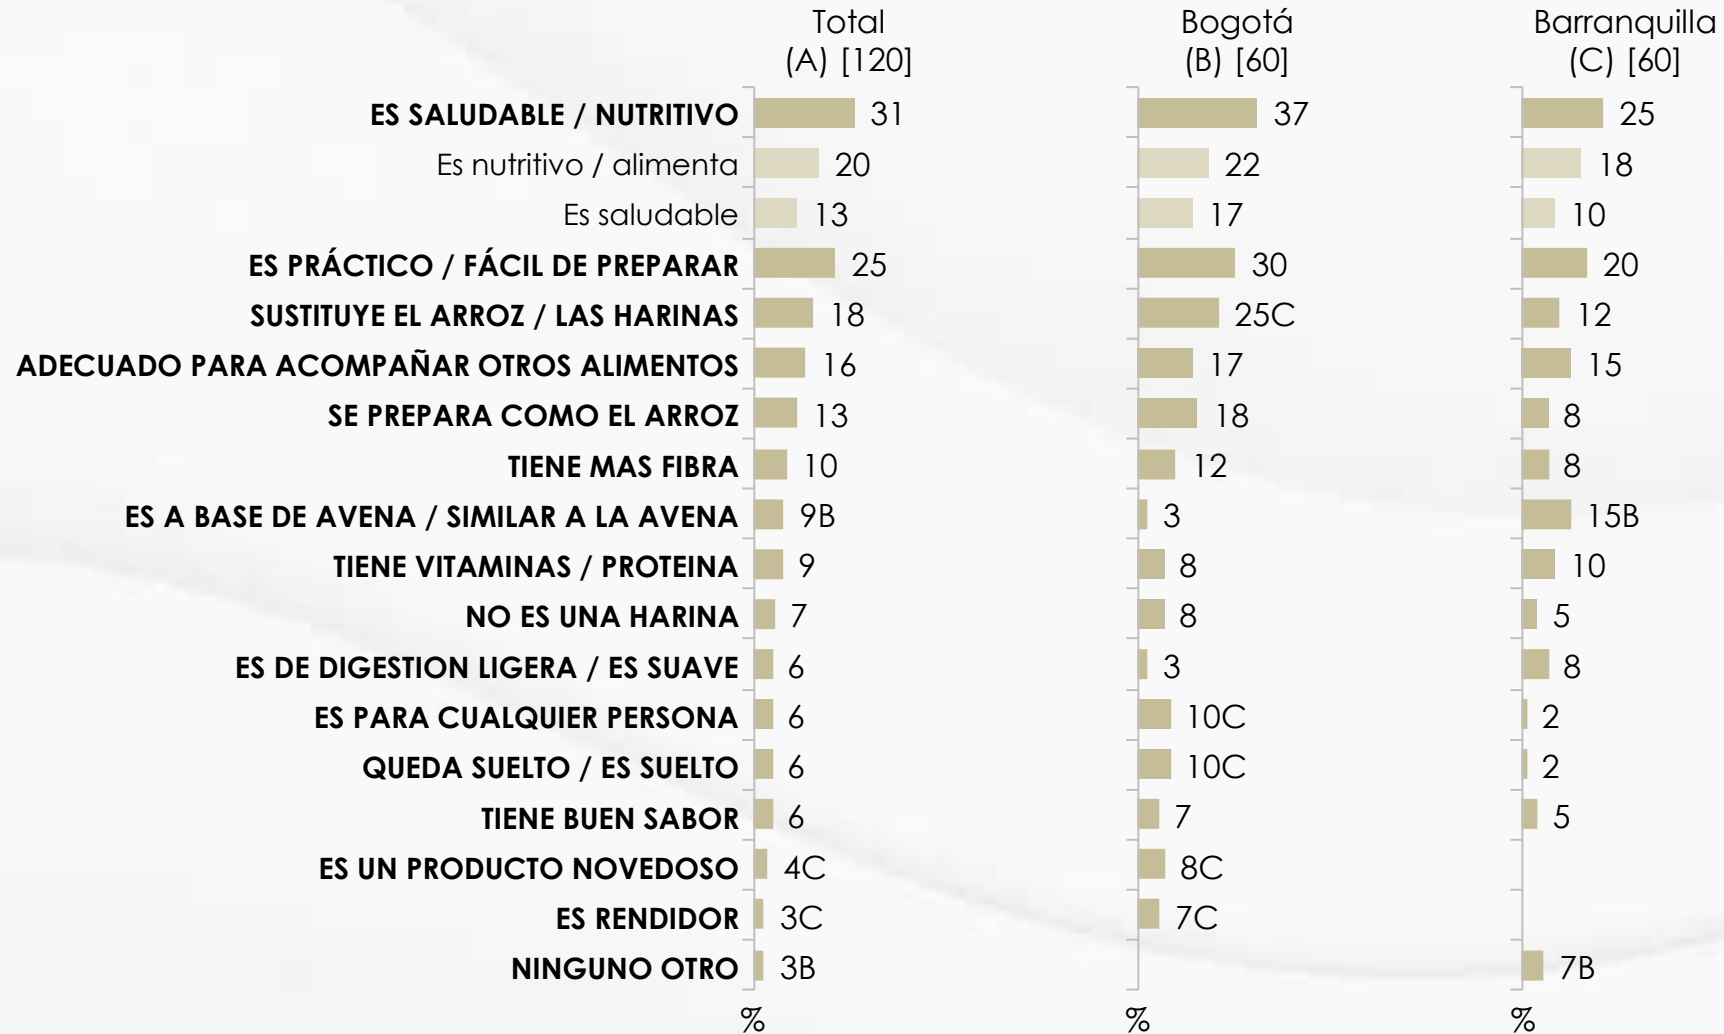 Total Bogotá Barranquilla
(A) [120] (B) [60] (C) [60]
ES SALUDABLE / NUTRITIVO 31 37 25
Es nutritivo / alimenta 20 22 18
Es saludable 13 17 10
ES PRÁCTICO / FÁCIL DE PREPARAR 25 30 20
SUSTITUYE EL ARROZ / LAS HARINAS 18 25C 12
ADECUADO PARA ACOMPAÑAR OTROS ALIMENTOS 16 17 15
SE PREPARA COMO EL ARROZ 13 18 8
TIENE MAS FIBRA 10 12 8
ES A BASE DE AVENA / SIMILAR A LA AVENA 9B 3 15B
TIENE VITAMINAS / PROTEINA 9 8 10
NO ES UNA HARINA 7 8 5
ES DE DIGESTION LIGERA / ES SUAVE 6 3 8
ES PARA CUALQUIER PERSONA 6 10C 2
QUEDA SUELTO / ES SUELTO 6 10C 2
TIENE BUEN SABOR 6 7 5
ES UN PRODUCTO NOVEDOSO 4C 8C
ES RENDIDOR 3C 7C
NINGUNO OTRO 3B 7B
% % %